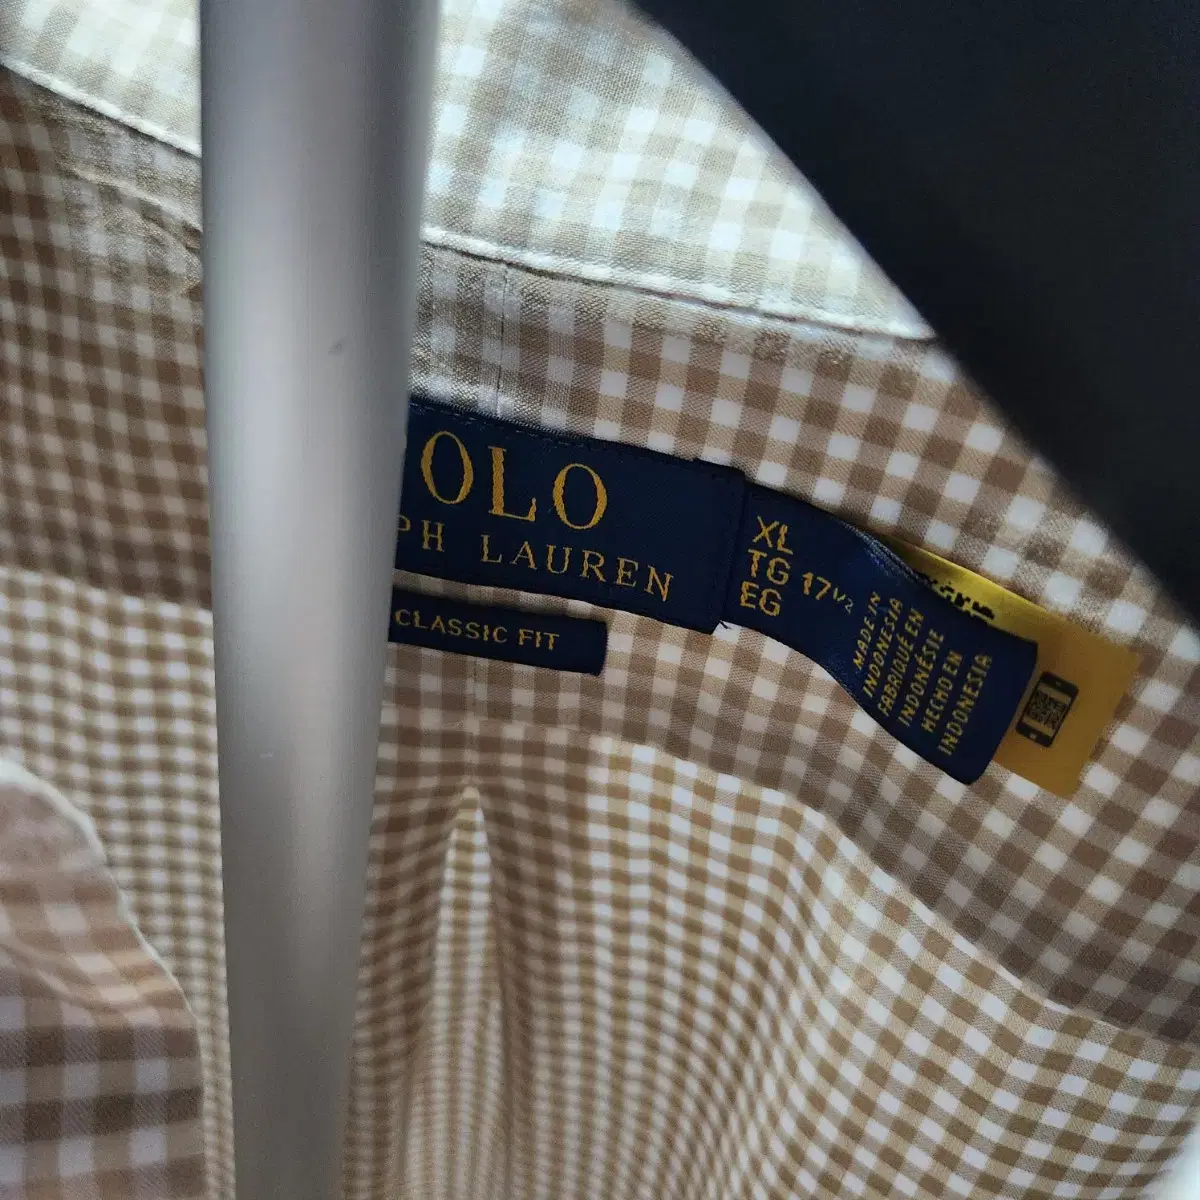 OLO
PH LAUREN
CLASSIC FIT
XL
TG 17½
EG
MADE IN
INDONESIA
FABRIQUÉ EN
INDONÉSIE
HECHO EN
INDONESIA